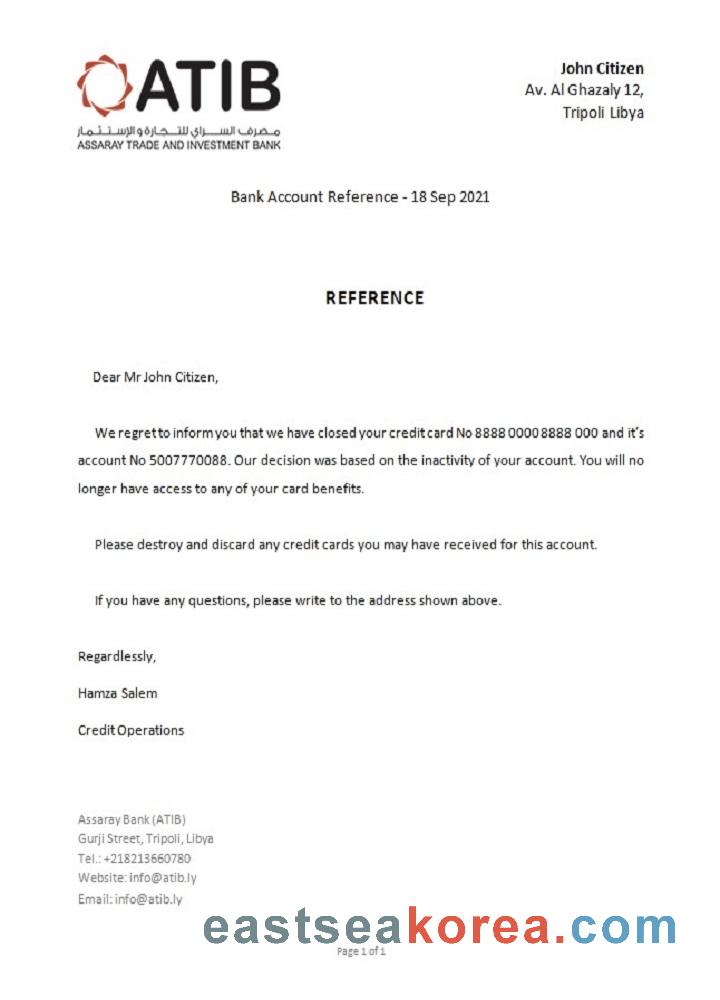 ATIB
مصرف السراي للتجارة والإستثمار
ASSARAY TRADE AND INVESTMENT BANK
John Citizen
Av. Al Ghazaly 12,
Tripoli Libya
Bank Account Reference - 18 Sep 2021
REFERENCE
Dear Mr John Citizen,
We regret to inform you that we have closed your credit card No 8888 0000 8888 000 and it's
account No 5007770088. Our decision was based on the inactivity of your account. You will no
longer have access to any of your card benefits.
Please destroy and discard any credit cards you may have received for this account.
If you have any questions, please write to the address shown above.
Regardlessly,
Hamza Salem
Credit Operations
Assaray Bank (ATIB)
Gurji Street, Tripoli, Libya
Tel.: +218213660780
Website: info@atib.ly
Email: info@atib.ly
eastseakorea.com
Page 1 of 1